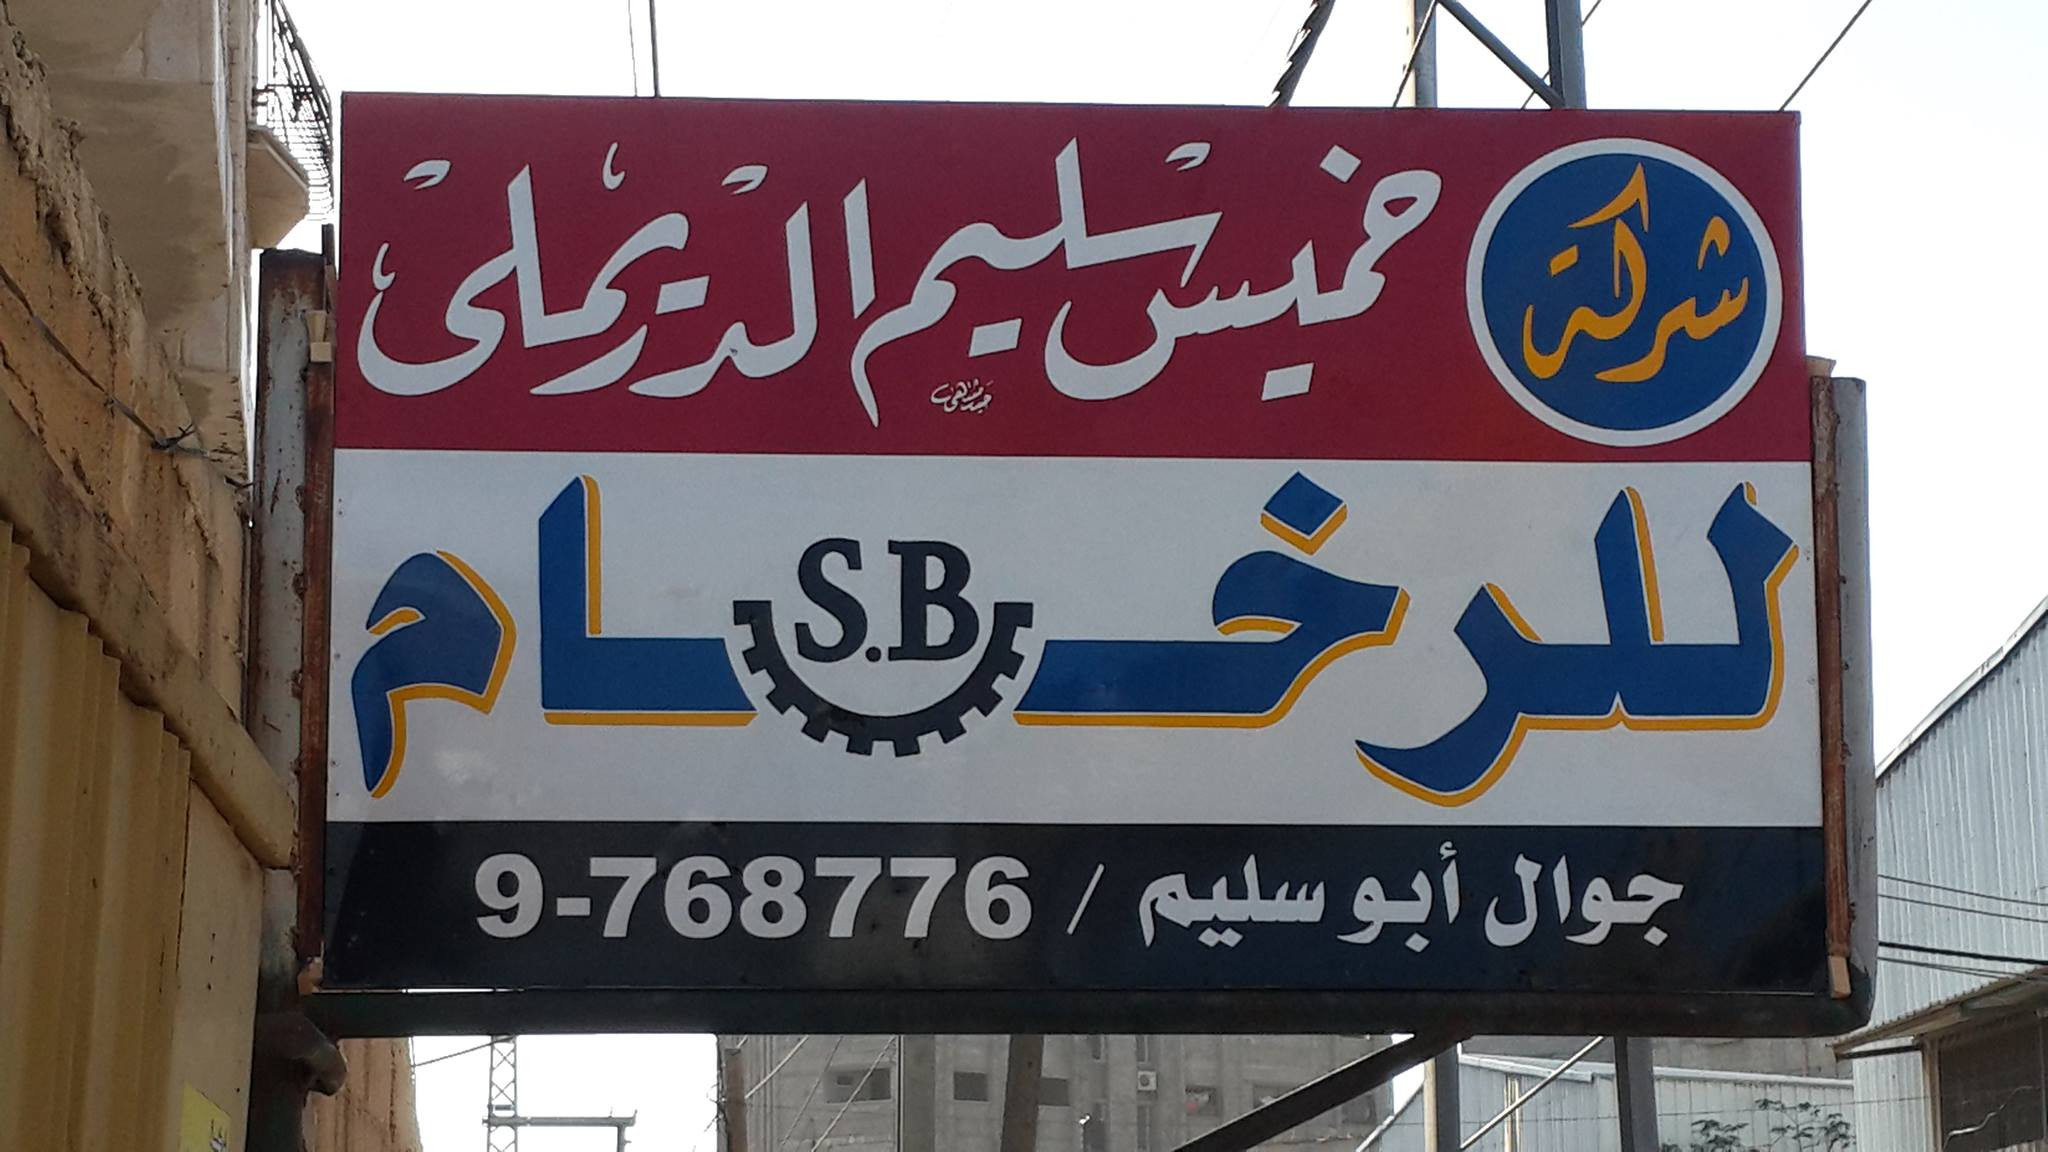 شركة
خميس سليم الديملي
للرخام
S.B
جوال أبو سليم / 9-768776